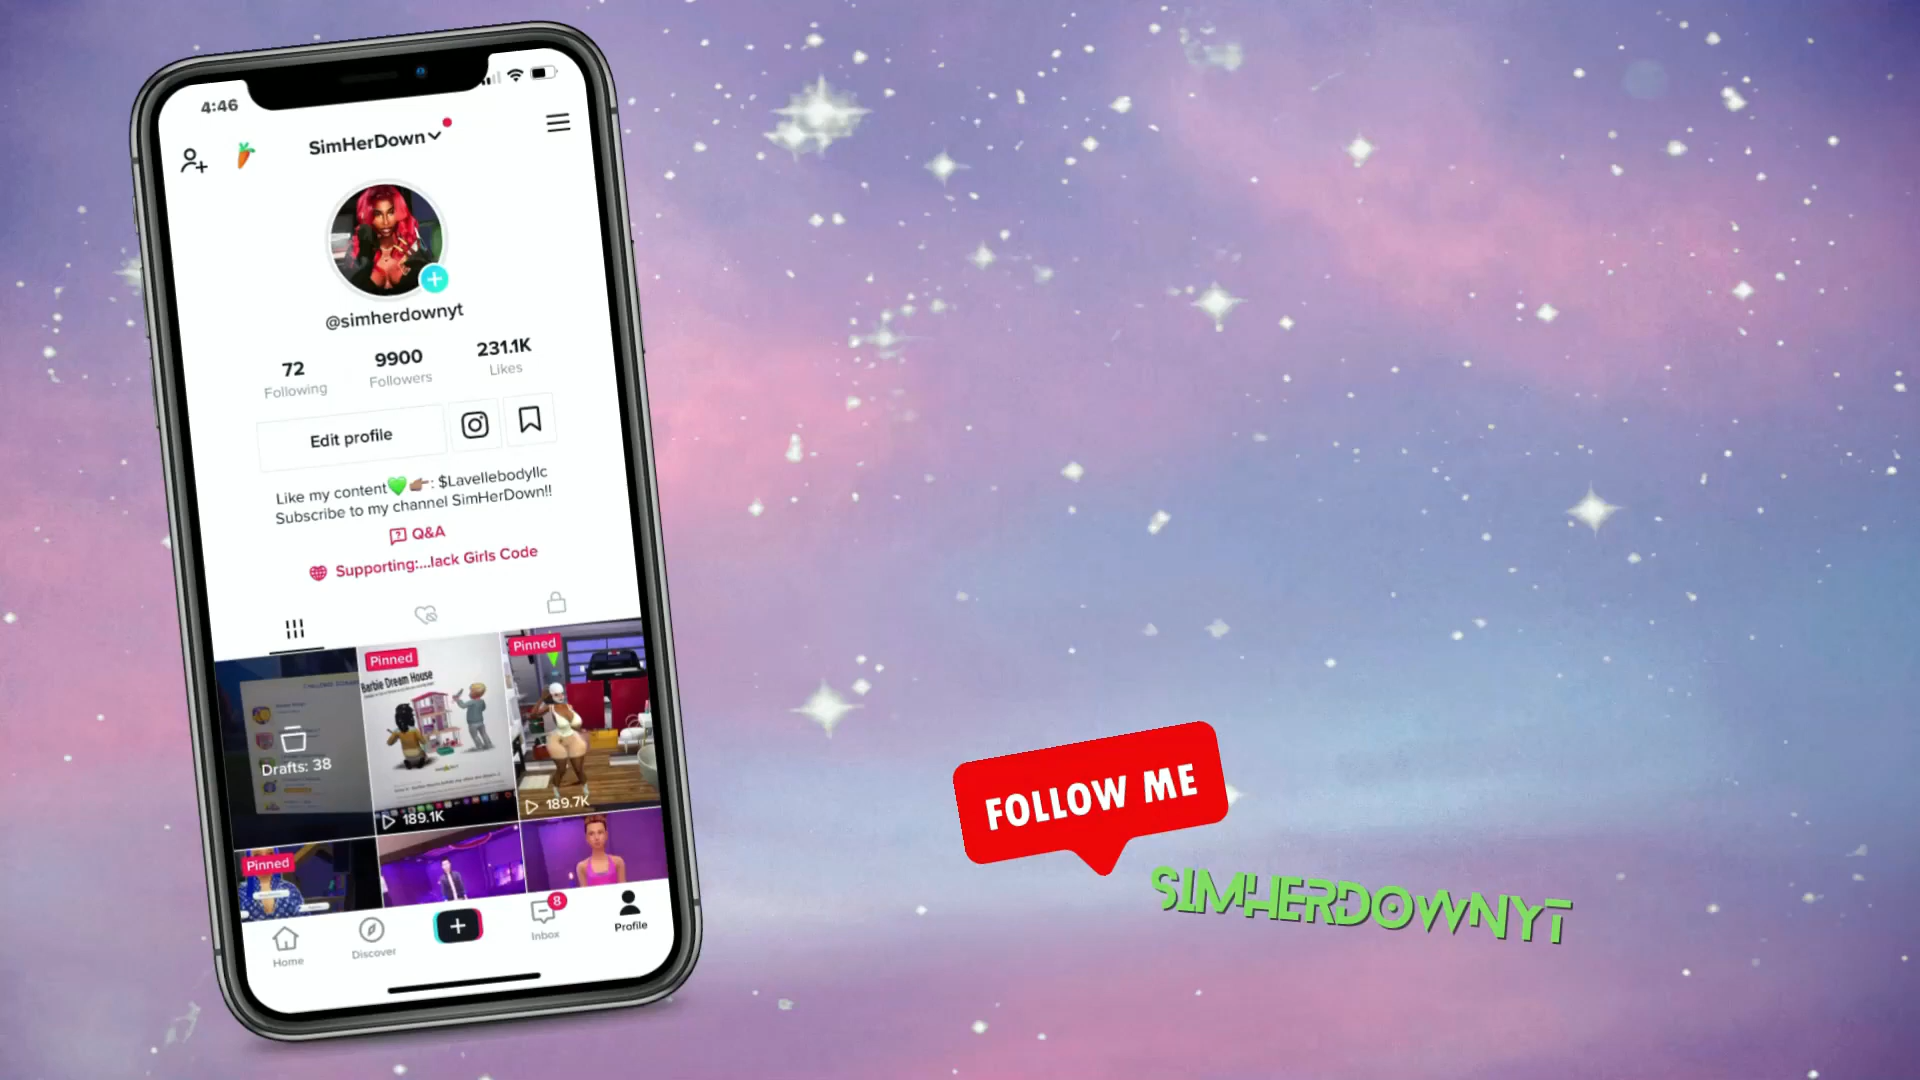 4:46
SimHerDown
@simherdownyt
72
Following
9900
Followers
231.1K
Likes
Edit profile
Like my content💚👉🏽: $Lavellebodyllc
Subscribe to my channel SimHerDown!!
Q&A
Supporting:...lack Girls Code
Drafts: 38
Pinned
Barbie Dream House
189.1K
Pinned
189.7K
Pinned
Home
Discover
8
Inbox
Profile
FOLLOW ME
SIMHERDOWNYT